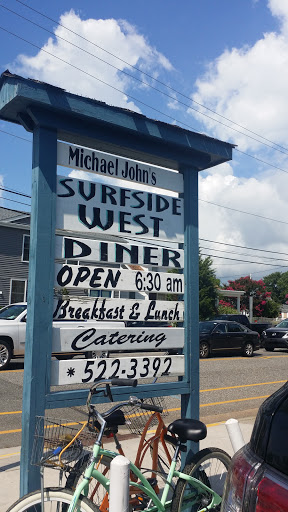 Michael John's
SURFSIDE
WEST
DINER
OPEN 6:30 am
Breakfast & Lunch
Catering
* 522-3392